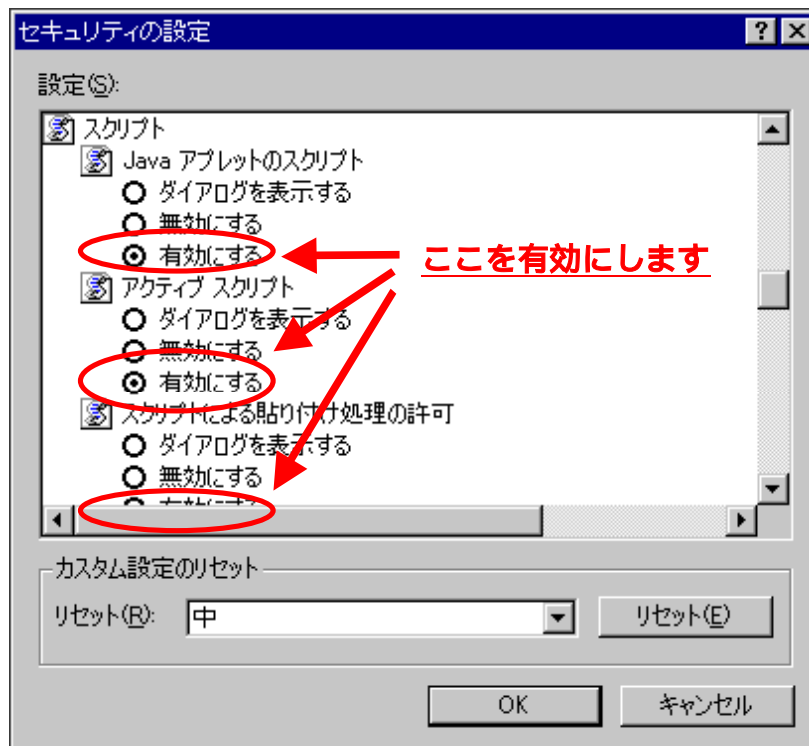 セキュリティの設定
設定(S):
スクリプト
Java アプレットのスクリプト
ダイアログを表示する
無効にする
有効にする
ここを有効にします
アクティブ スクリプト
ダイアログを表示する
無効にする
有効にする
スクリプトによる貼り付け処理の許可
ダイアログを表示する
無効にする
カスタム設定のリセット
リセット(R): 中 リセット(E)
OK キャンセル